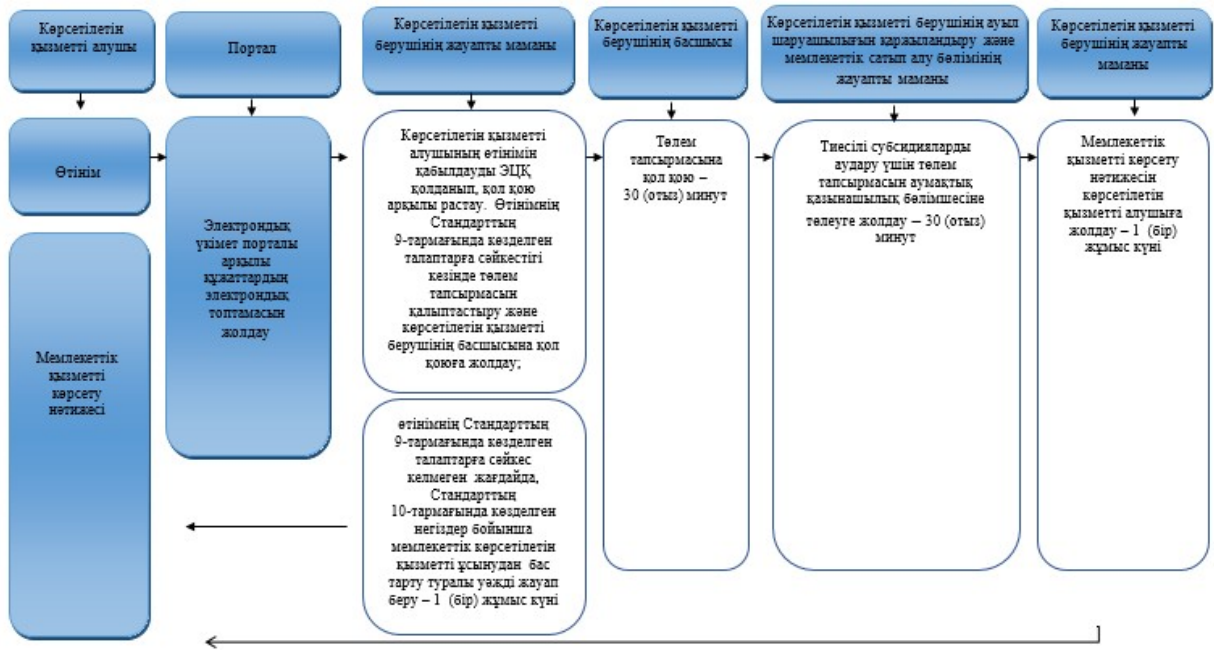 Көрсетілетін
қызметті алушы
Портал
Көрсетілетін қызметті
берушінің жауапты маманы
Көрсетілетін қызметті
берушінің басшысы
Көрсетілетін қызметті берушінің ауыл
шаруашылығын қаржыландыру және
мемлекеттік сатып алу бөлімінің
жауапты маманы
Көрсетілетін қызметті
берушінің жауапты
маманы
Өтінім
Мемлекеттік
қызметті
көрсету
нәтижесі
Электрондық
үкімет порталы
арқылы
құжаттардың
электрондық
топтамасын
жолдау
Көрсетілетін қызметті
алушының өтінімін
қабылдауды ЭЦҚ
қолданып, қол қою
арқылы растау. Өтінімнің
Стандарттың
9-тармағында көзделген
талаптарға сәйкестігі
кезінде төлем
тапсырмасын
қалыптастыру және
көрсетілетін қызметті
берушінің басшысына қол
қоюға жолдау;
өтінімнің Стандарттың
9-тармағында көзделген
талаптарға сәйкес
келмеген жағдайда,
Стандарттың
10-тармағында көзделген
негіздер бойынша
мемлекеттік көрсетілетін
қызметті ұсынудан бас
тарту туралы уәжді жауап
беру – 1 (бір) жұмыс күні
Төлем
тапсырмасына
қол қою –
30 (отыз) минут
Тиесілі субсидияларды
аудару үшін төлем
тапсырмасын аумақтық
қазынашылық бөлімшесіне
төлеуге жолдау – 30 (отыз)
минут
Мемлекеттік
қызметті көрсету
нәтижесін
көрсетілетін
қызметті алушыға
жолдау – 1 (бір)
жұмыс күні